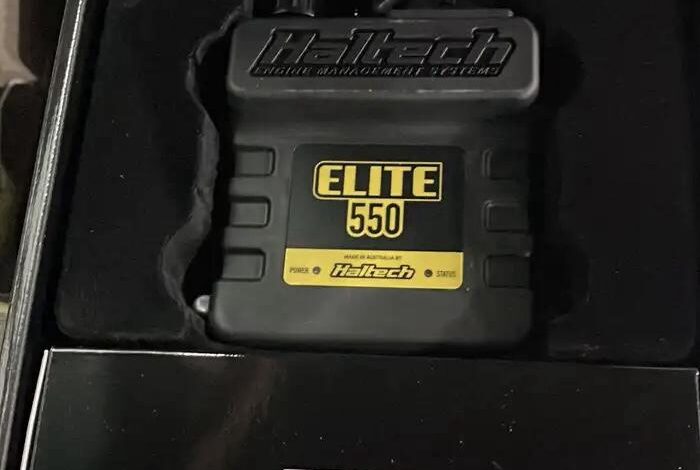 Haltech
ENGINE MANAGEMENT SYSTEMS
ELITE
550
MADE IN AUSTRALIA BY
POWER Haltech STATUS